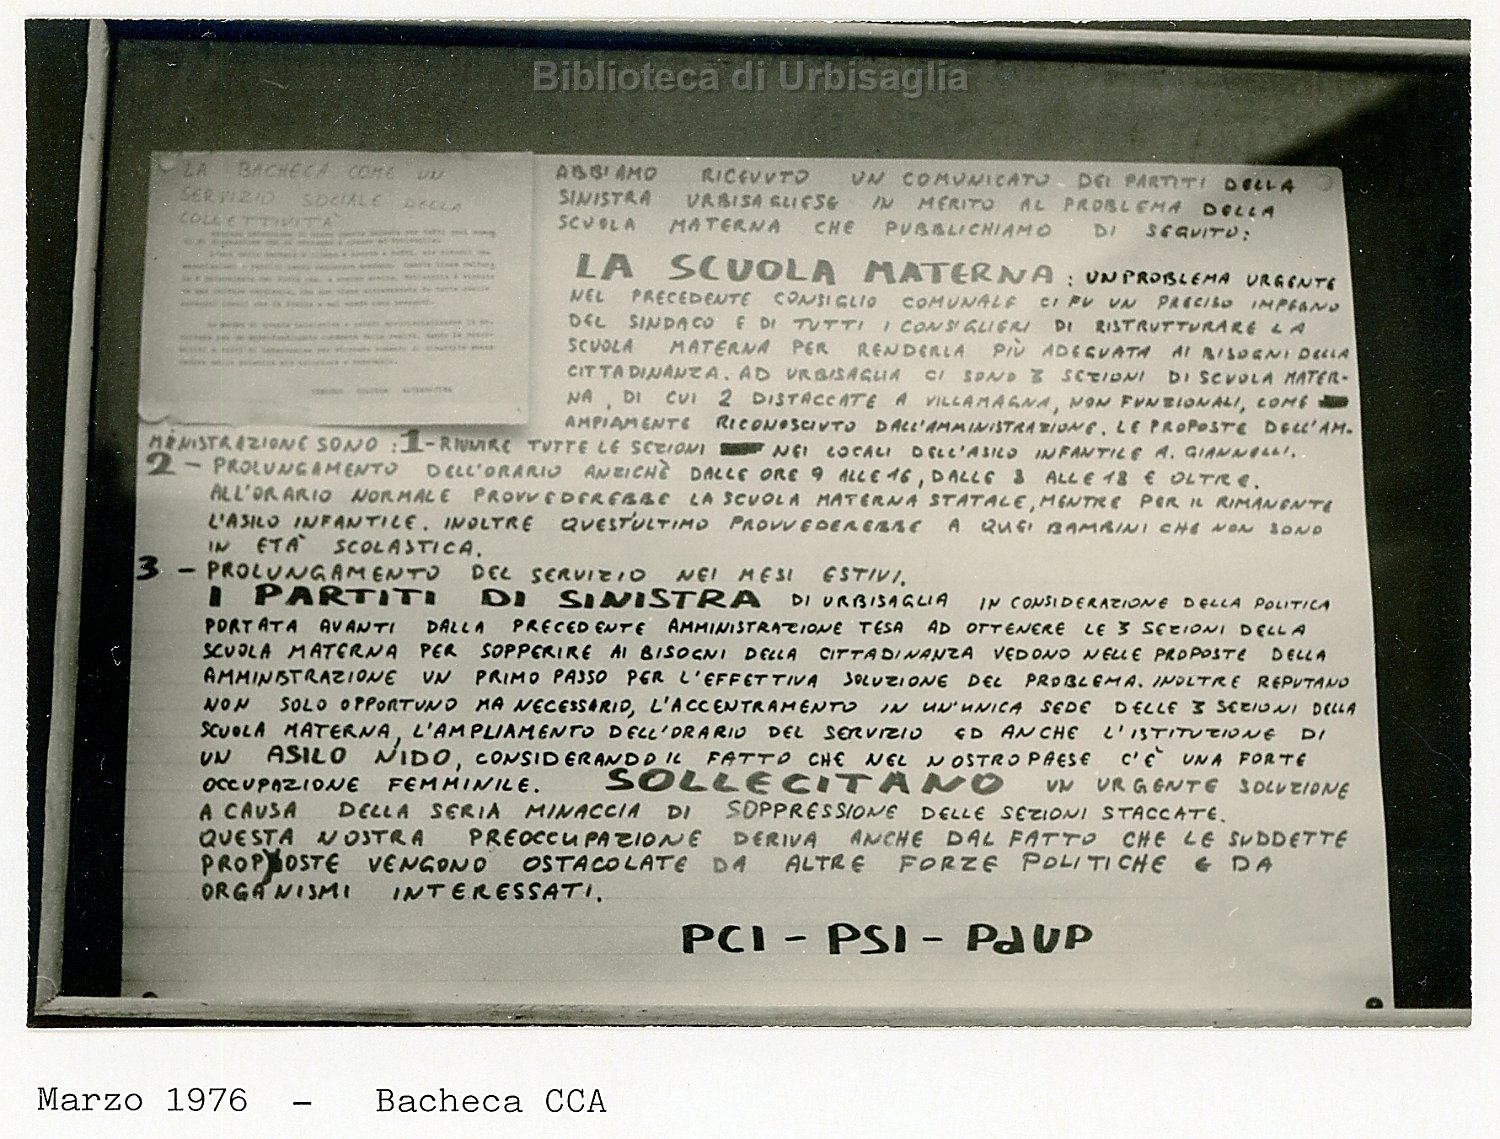 Biblioteca di Urbisaglia
LA BACHECA COME UN
SERVIZIO SOCIALE DELLA
COLLETTIVITÀ
ABBIAMO RICEVUTO UN COMUNICATO DEI PARTITI DELLA
SINISTRA URBISAGLIESE IN MERITO AL PROBLEMA DELLA
SCUOLA MATERNA CHE PUBBLICHIAMO DI SEGUITO:
LA SCUOLA MATERNA : UN PROBLEMA URGENTE
NEL PRECEDENTE CONSIGLIO COMUNALE CI FU UN PRECISO IMPEGNO
DEL SINDACO E DI TUTTI I CONSIGLIERI DI RISTRUTTURARE LA
SCUOLA MATERNA PER RENDERLA PIÙ ADEGUATA AI BISOGNI DELLA
CITTADINANZA. AD URBISAGLIA CI SONO 3 SEZIONI DI SCUOLA MATER-
NA, DI CUI 2 DISTACCATE A VILLAMAGNA, NON FUNZIONALI, COME
AMPIAMENTE RICONOSCIUTO DALL'AMMINISTRAZIONE. LE PROPOSTE DELL'AM-
MINISTRAZIONE SONO : 1-RIUNIRE TUTTE LE SEZIONI NEI LOCALI DELL'ASILO INFANTILE A. GIANNELLI.
2 - PROLUNGAMENTO DELL'ORARIO ANZICHÈ DALLE ORE 9 ALLE 16, DALLE 8 ALLE 18 E OLTRE.
ALL'ORARIO NORMALE PROVVEDEREBBE LA SCUOLA MATERNA STATALE, MENTRE PER IL RIMANENTE
L'ASILO INFANTILE. INOLTRE QUEST'ULTIMO PROVVEDEREBBE A QUEI BAMBINI CHE NON SONO
IN ETÀ SCOLASTICA.
3 - PROLUNGAMENTO DEL SERVIZIO NEI MESI ESTIVI.
I PARTITI DI SINISTRA DI URBISAGLIA IN CONSIDERAZIONE DELLA POLITICA
PORTATA AVANTI DALLA PRECEDENTE AMMINISTRAZIONE TESA AD OTTENERE LE 3 SEZIONI DELLA
SCUOLA MATERNA PER SOPPERIRE AI BISOGNI DELLA CITTADINANZA VEDONO NELLE PROPOSTE DELLA
AMMINISTRAZIONE UN PRIMO PASSO PER L'EFFETTIVA SOLUZIONE DEL PROBLEMA. INOLTRE REPUTANO
NON SOLO OPPORTUNO MA NECESSARIO, L'ACCENTRAMENTO IN UN'UNICA SEDE DELLE 3 SEZIONI DELLA
SCUOLA MATERNA, L'AMPLIAMENTO DELL'ORARIO DEL SERVIZIO ED ANCHE L'ISTITUZIONE DI
UN ASILO NIDO, CONSIDERANDO IL FATTO CHE NEL NOSTRO PAESE C'È UNA FORTE
OCCUPAZIONE FEMMINILE. SOLLECITANO UN URGENTE SOLUZIONE
A CAUSA DELLA SERIA MINACCIA DI SOPPRESSIONE DELLE SEZIONI STACCATE.
QUESTA NOSTRA PREOCCUPAZIONE DERIVA ANCHE DAL FATTO CHE LE SUDDETTE
PROPOSTE VENGONO OSTACOLATE DA ALTRE FORZE POLITICHE E DA
ORGANISMI INTERESSATI.
PCI - PSI - PdUP
Marzo 1976 - Bacheca CCA